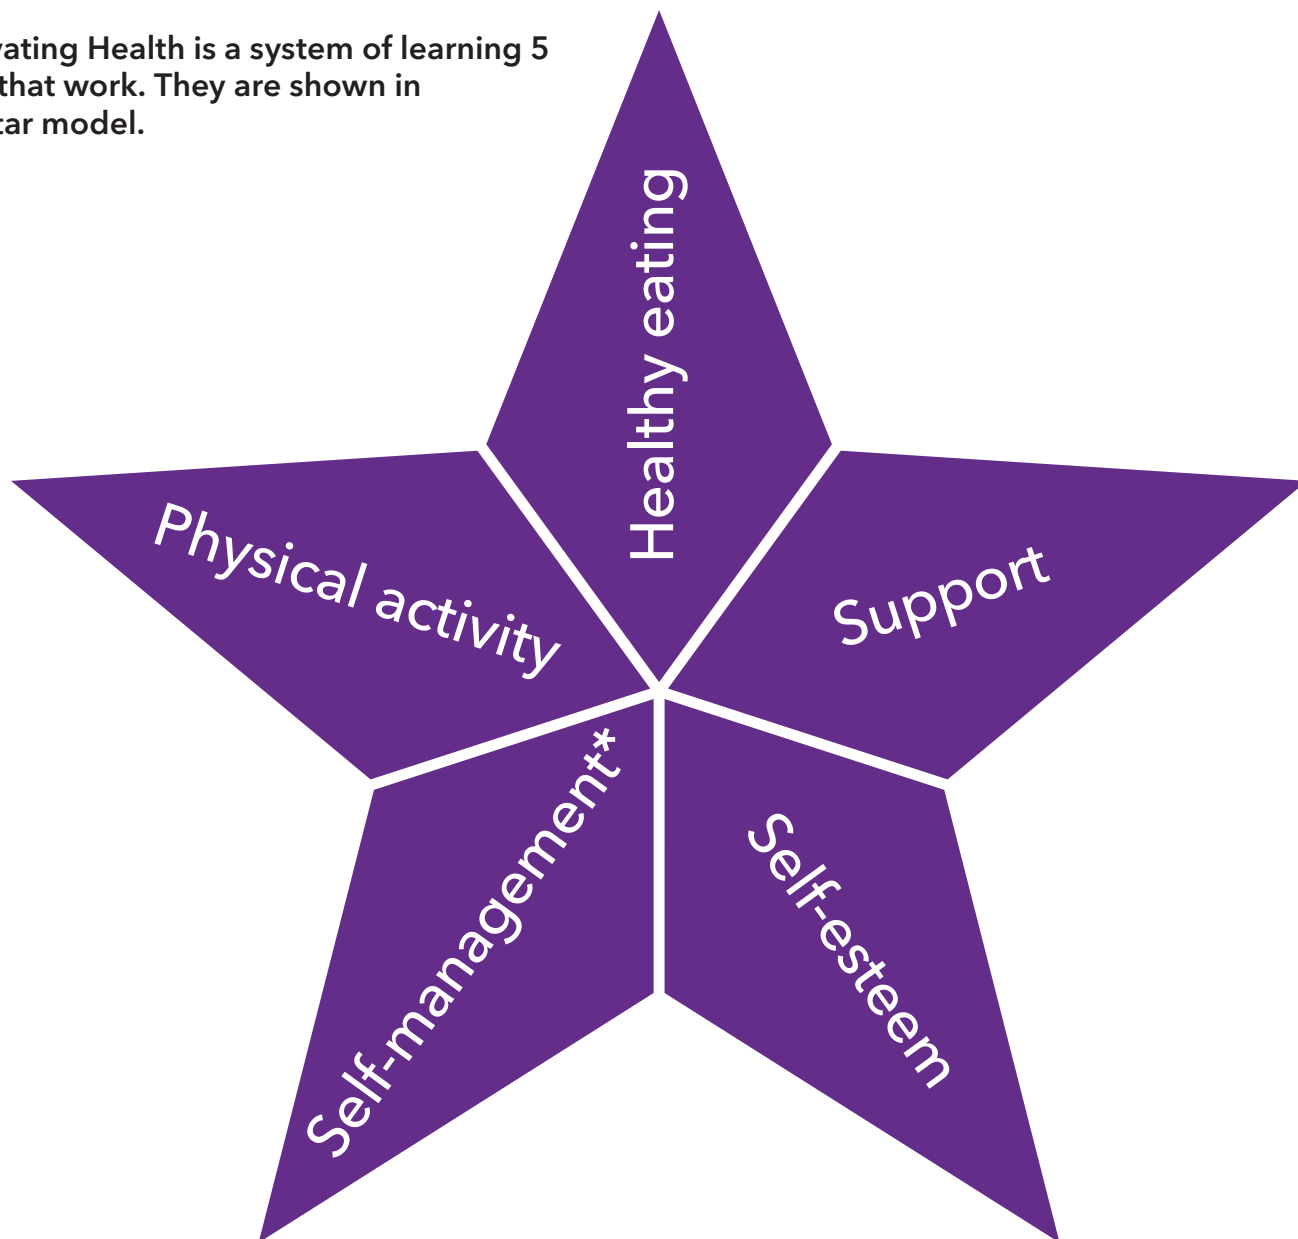 vating Health is a system of learning 5
that work. They are shown in
tar model.
Healthy eating
Physical activity
Support
Self-management*
Self-esteem